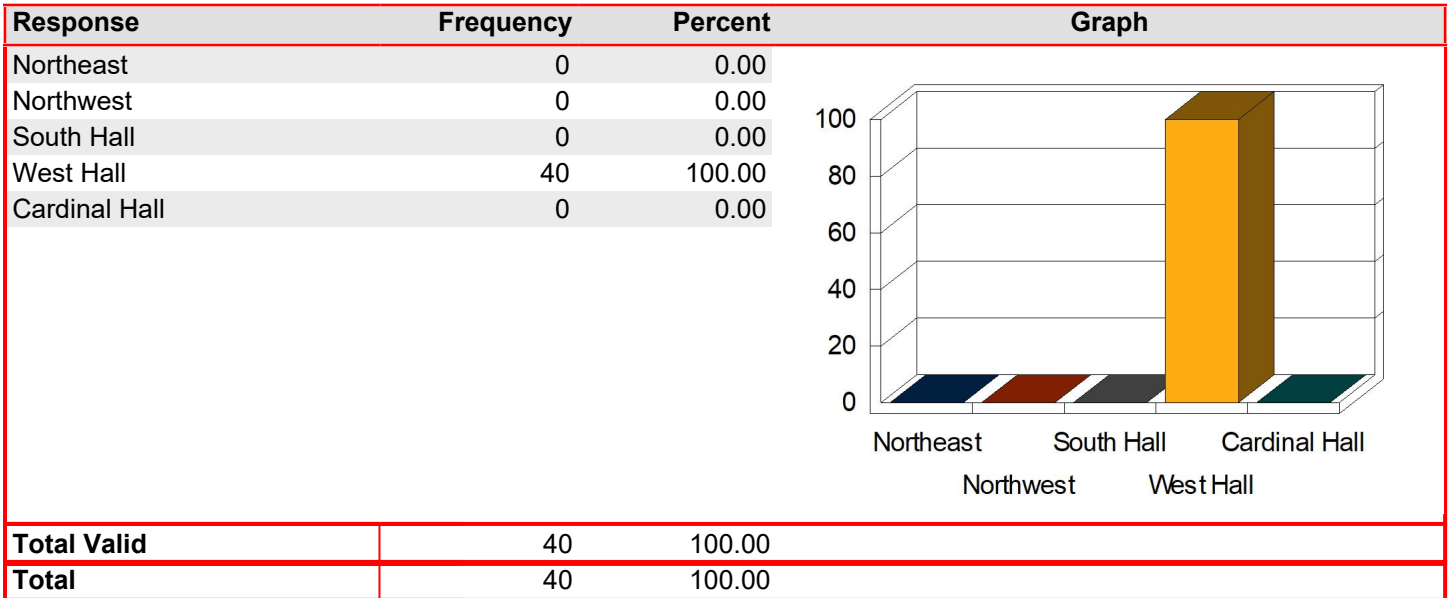 Response Frequency Percent Graph
Northeast 0 0.00
Northwest 0 0.00
South Hall 0 0.00
West Hall 40 100.00
Cardinal Hall 0 0.00
100
80
60
40
20
0
Northeast South Hall Cardinal Hall
Northwest West Hall
Total Valid 40 100.00
Total 40 100.00